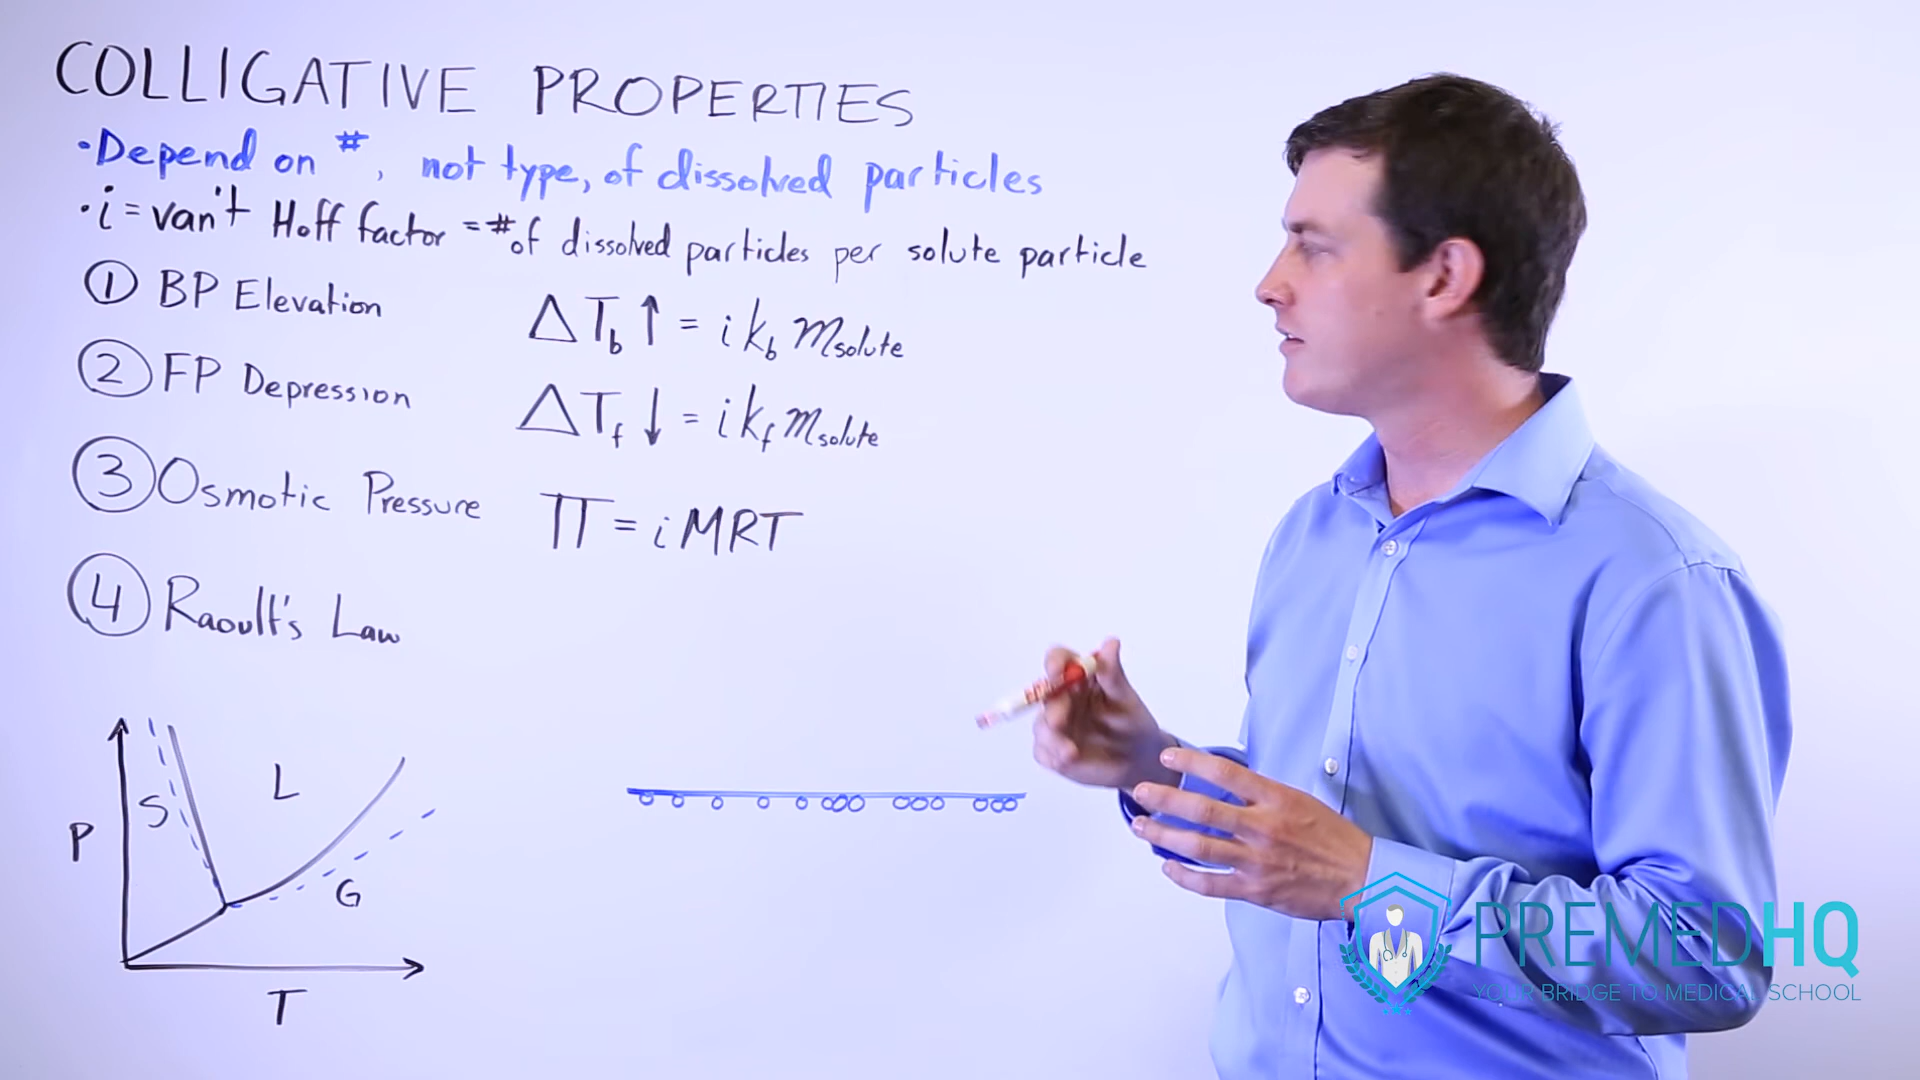 COLLIGATIVE PROPERTIES
·Depend on #, not type, of dissolved particles
·i = van't Hoff factor = # of dissolved particles per solute particle
① BP Elevation ΔT_b ↑ = i k_b m_solute
② FP Depression ΔT_f ↓ = i k_f m_solute
③ Osmotic Pressure π = iMRT
④ Raoult's Law
S L
P
G
T
PREMEDHQ
YOUR BRIDGE TO MEDICAL SCHOOL